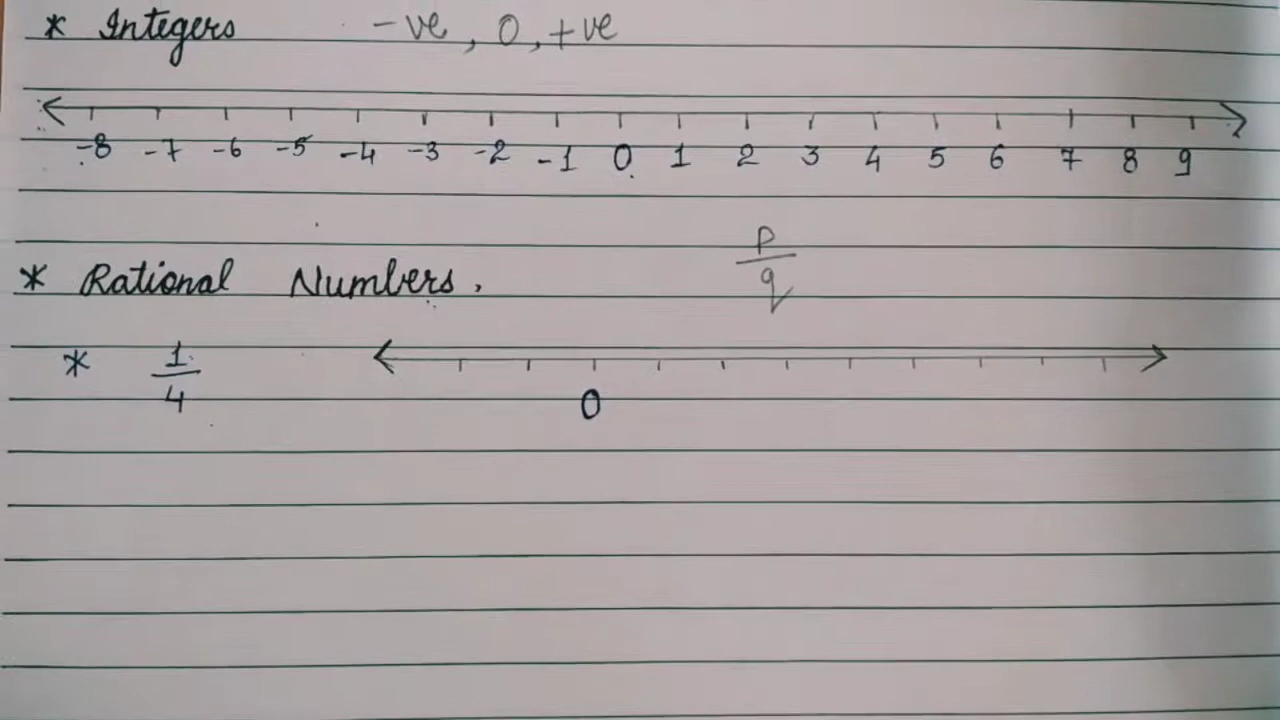 * Integers -ve, 0, +ve
-8 -7 -6 -5 -4 -3 -2 -1 0 1 2 3 4 5 6 7 8 9
* Rational Numbers. p/q
* 1/4
0